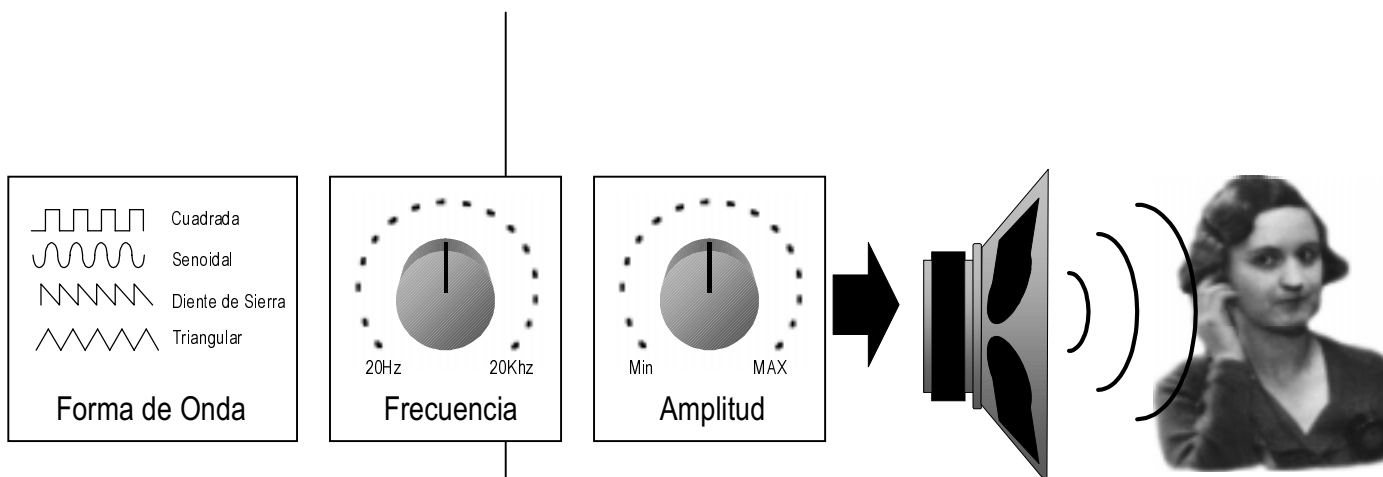 Cuadrada
Senoidal
Diente de Sierra
Triangular
Forma de Onda
20Hz 20Khz
Frecuencia
Min MAX
Amplitud